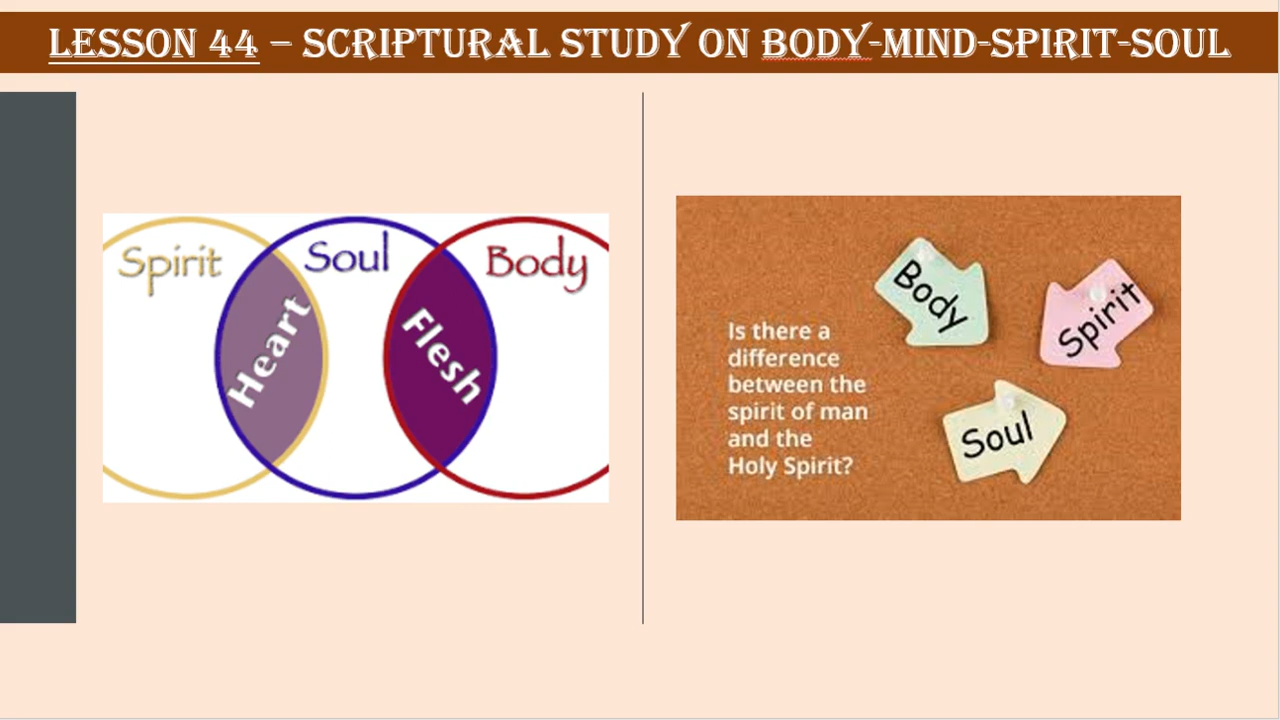 LESSON 44 – SCRIPTURAL STUDY ON BODY-MIND-SPIRIT-SOUL
Spirit
Soul
Body
Heart
Flesh
Is there a
difference
between the
spirit of man
and the
Holy Spirit?
Body
Spirit
Soul